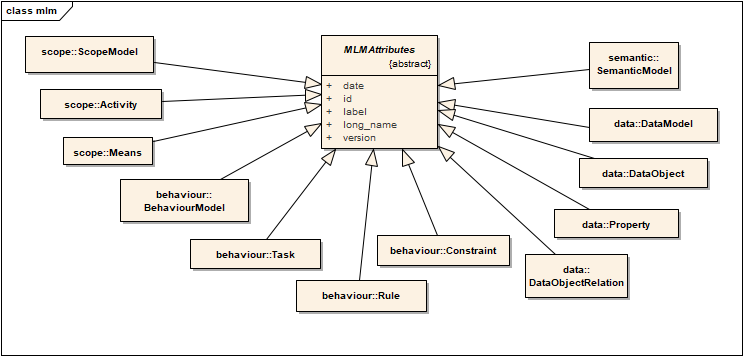 class mlm
MLMAttributes
{abstract}
+ date
+ id
+ label
+ long_name
+ version
scope::ScopeModel
scope::Activity
scope::Means
behaviour::
BehaviourModel
behaviour::Task
behaviour::Rule
behaviour::Constraint
data::
DataObjectRelation
data::Property
data::DataObject
data::DataModel
semantic::
SemanticModel